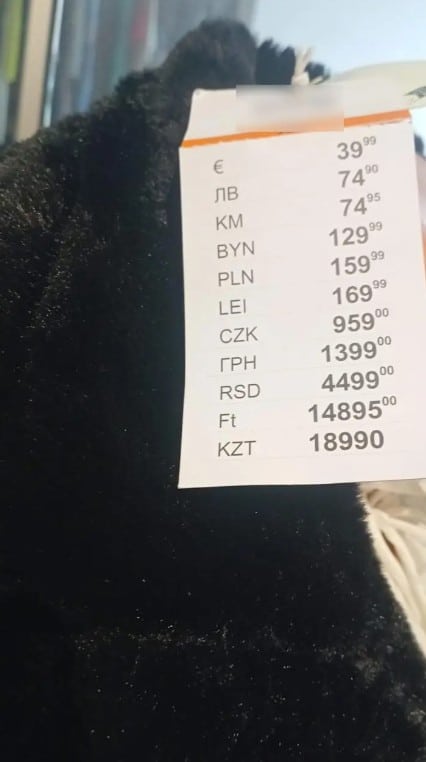 € 39⁹⁹
ЛВ 74⁹⁰
KM 74⁹⁵
BYN 129⁹⁹
PLN 159⁹⁹
LEI 169⁹⁹
CZK 959⁰⁰
ГРН 1399⁰⁰
RSD 4499⁰⁰
Ft 14895⁰⁰
KZT 18990